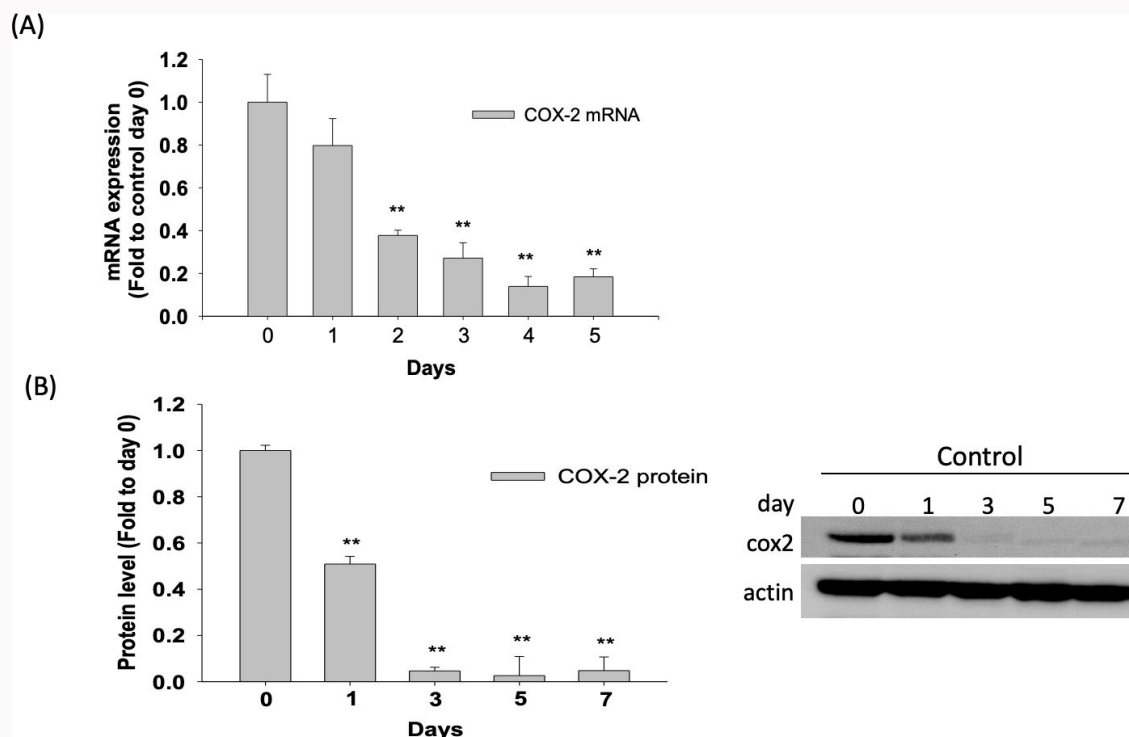 (A)
mRNA expression
(Fold to control day 0)
1.2
1.0
0.8
0.6
0.4
0.2
0.0
COX-2 mRNA
**
**
**
**
0 1 2 3 4 5
Days
(B)
Protein level (Fold to day 0)
1.2
1.0
0.8
0.6
0.4
0.2
0.0
COX-2 protein
**
**
**
**
0 1 3 5 7
Days
Control
day 0 1 3 5 7
cox2
actin